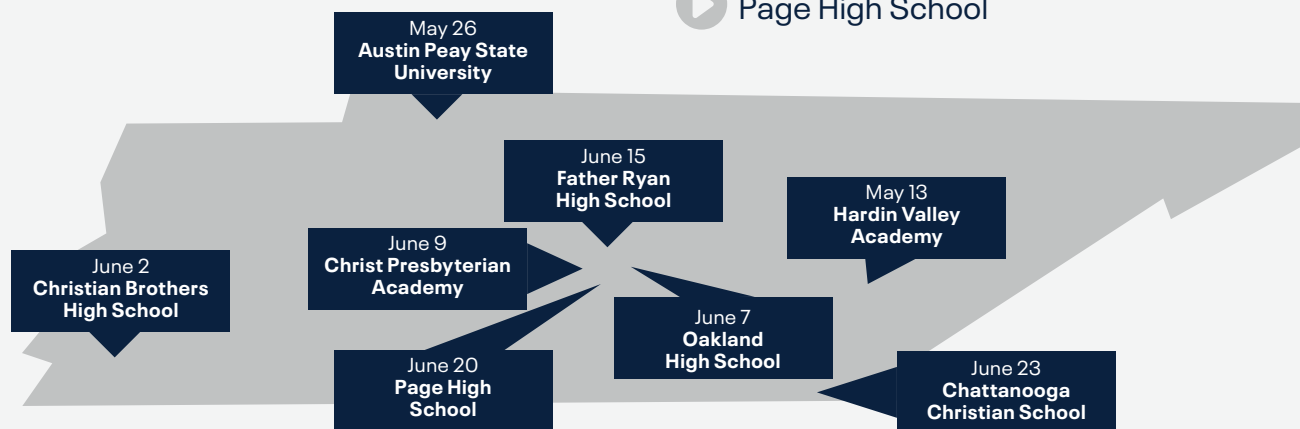 Page High School
May 26
Austin Peay State
University
June 15
Father Ryan
High School
May 13
Hardin Valley
Academy
June 9
Christ Presbyterian
Academy
June 2
Christian Brothers
High School
June 7
Oakland
High School
June 20
Page High
School
June 23
Chattanooga
Christian School